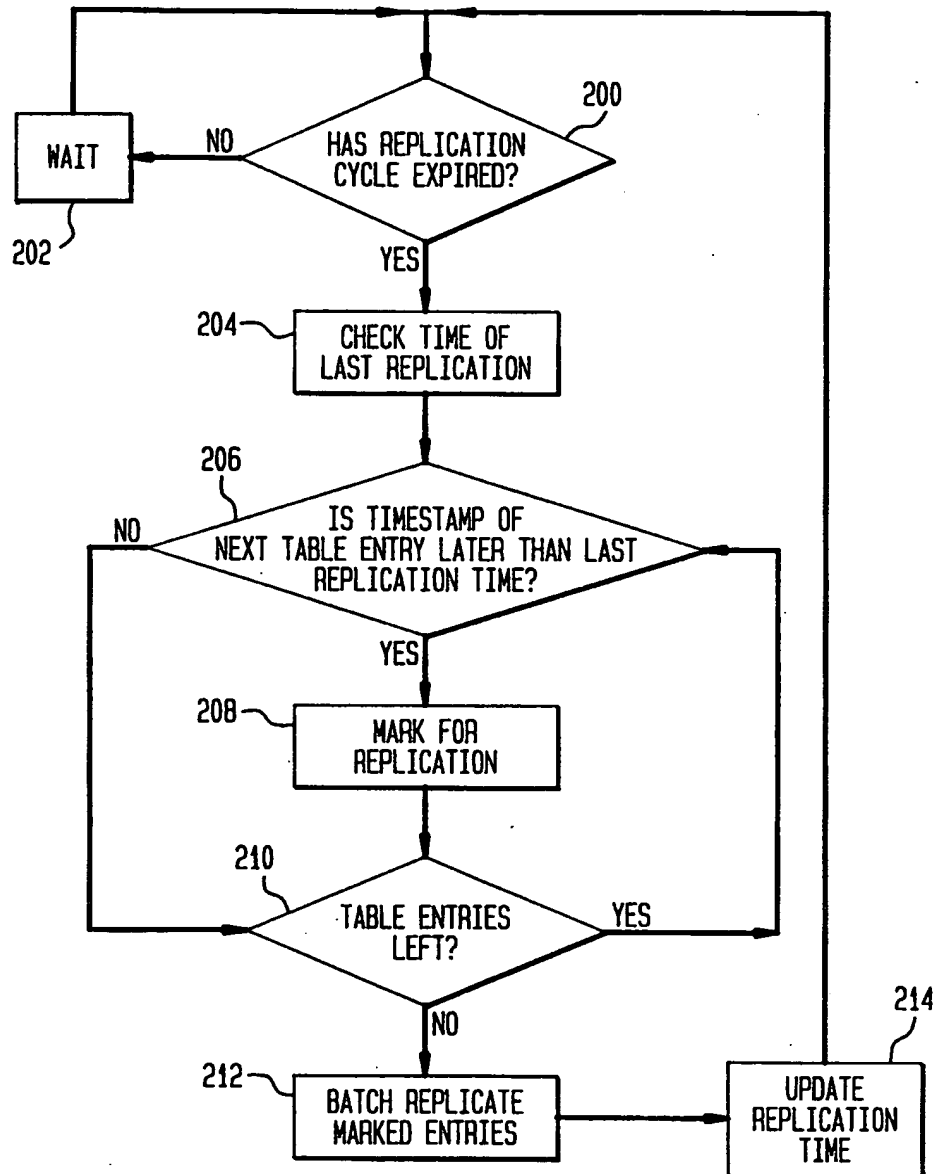 200
HAS REPLICATION
CYCLE EXPIRED?
NO
WAIT
202
YES
204
CHECK TIME OF
LAST REPLICATION
206
IS TIMESTAMP OF
NEXT TABLE ENTRY LATER THAN LAST
REPLICATION TIME?
NO
YES
208
MARK FOR
REPLICATION
210
TABLE ENTRIES
LEFT?
YES
NO
212
BATCH REPLICATE
MARKED ENTRIES
214
UPDATE
REPLICATION
TIME